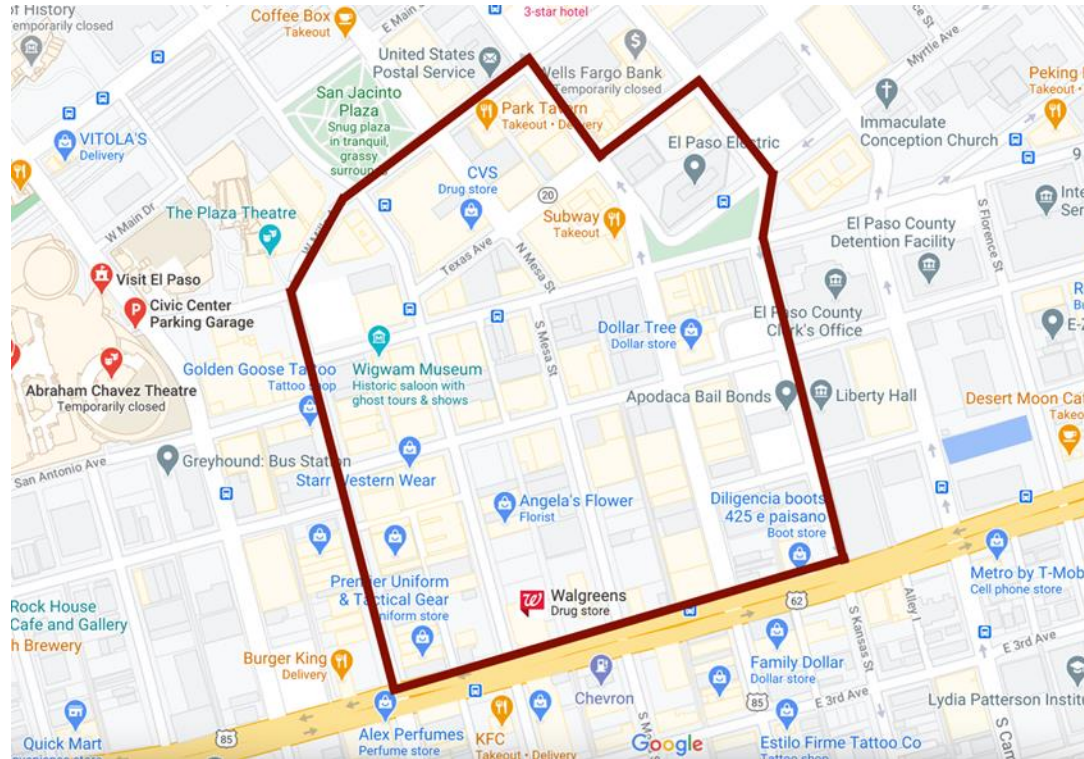 of History
Temporarily closed
Coffee Box
Takeout
E Main Dr
3-star hotel
United States
Postal Service
Wells Fargo Bank
Temporarily closed
Myrtle Ave
Peking
Takeout •
San Jacinto
Plaza
Snug plaza
in tranquil,
grassy
Park Tavern
Takeout • Delivery
Immaculate
Conception Church
VITOLA'S
Delivery
El Paso Electric
9
CVS
Drug store
W Main Dr
The Plaza Theatre
20
Subway
Takeout
S Florence St
El Paso County
Detention Facility
Texas Ave
N Mesa St
Visit El Paso
Civic Center
Parking Garage
El Paso County
Clerk's Office
S Mesa St
Dollar Tree
Dollar store
Golden Goose Tattoo
Tattoo shop
Wigwam Museum
Historic saloon with
ghost tours & shows
Abraham Chavez Theatre
Temporarily closed
Apodaca Bail Bonds
Liberty Hall
Desert Moon
San Antonio Ave
Greyhound: Bus Station
Starr Western Wear
Angela's Flower
Florist
Diligencia boots
425 e paisano
Boot store
Premier Uniform
& Tactical Gear
Uniform store
Walgreens
Drug store
62
Metro by T-Mob
Cell phone store
Rock House
Cafe and Gallery
h Brewery
Alley I
S Kansas St
E 3rd Ave
Burger King
Delivery
Family Dollar
Dollar store
Chevron
85
E 3rd Ave
Lydia Patterson Instit
Quick Mart
85
Alex Perfumes
Perfume store
KFC
Takeout • Delivery
Google
Estilo Firme Tattoo Co
Tattoo shop
S Cam